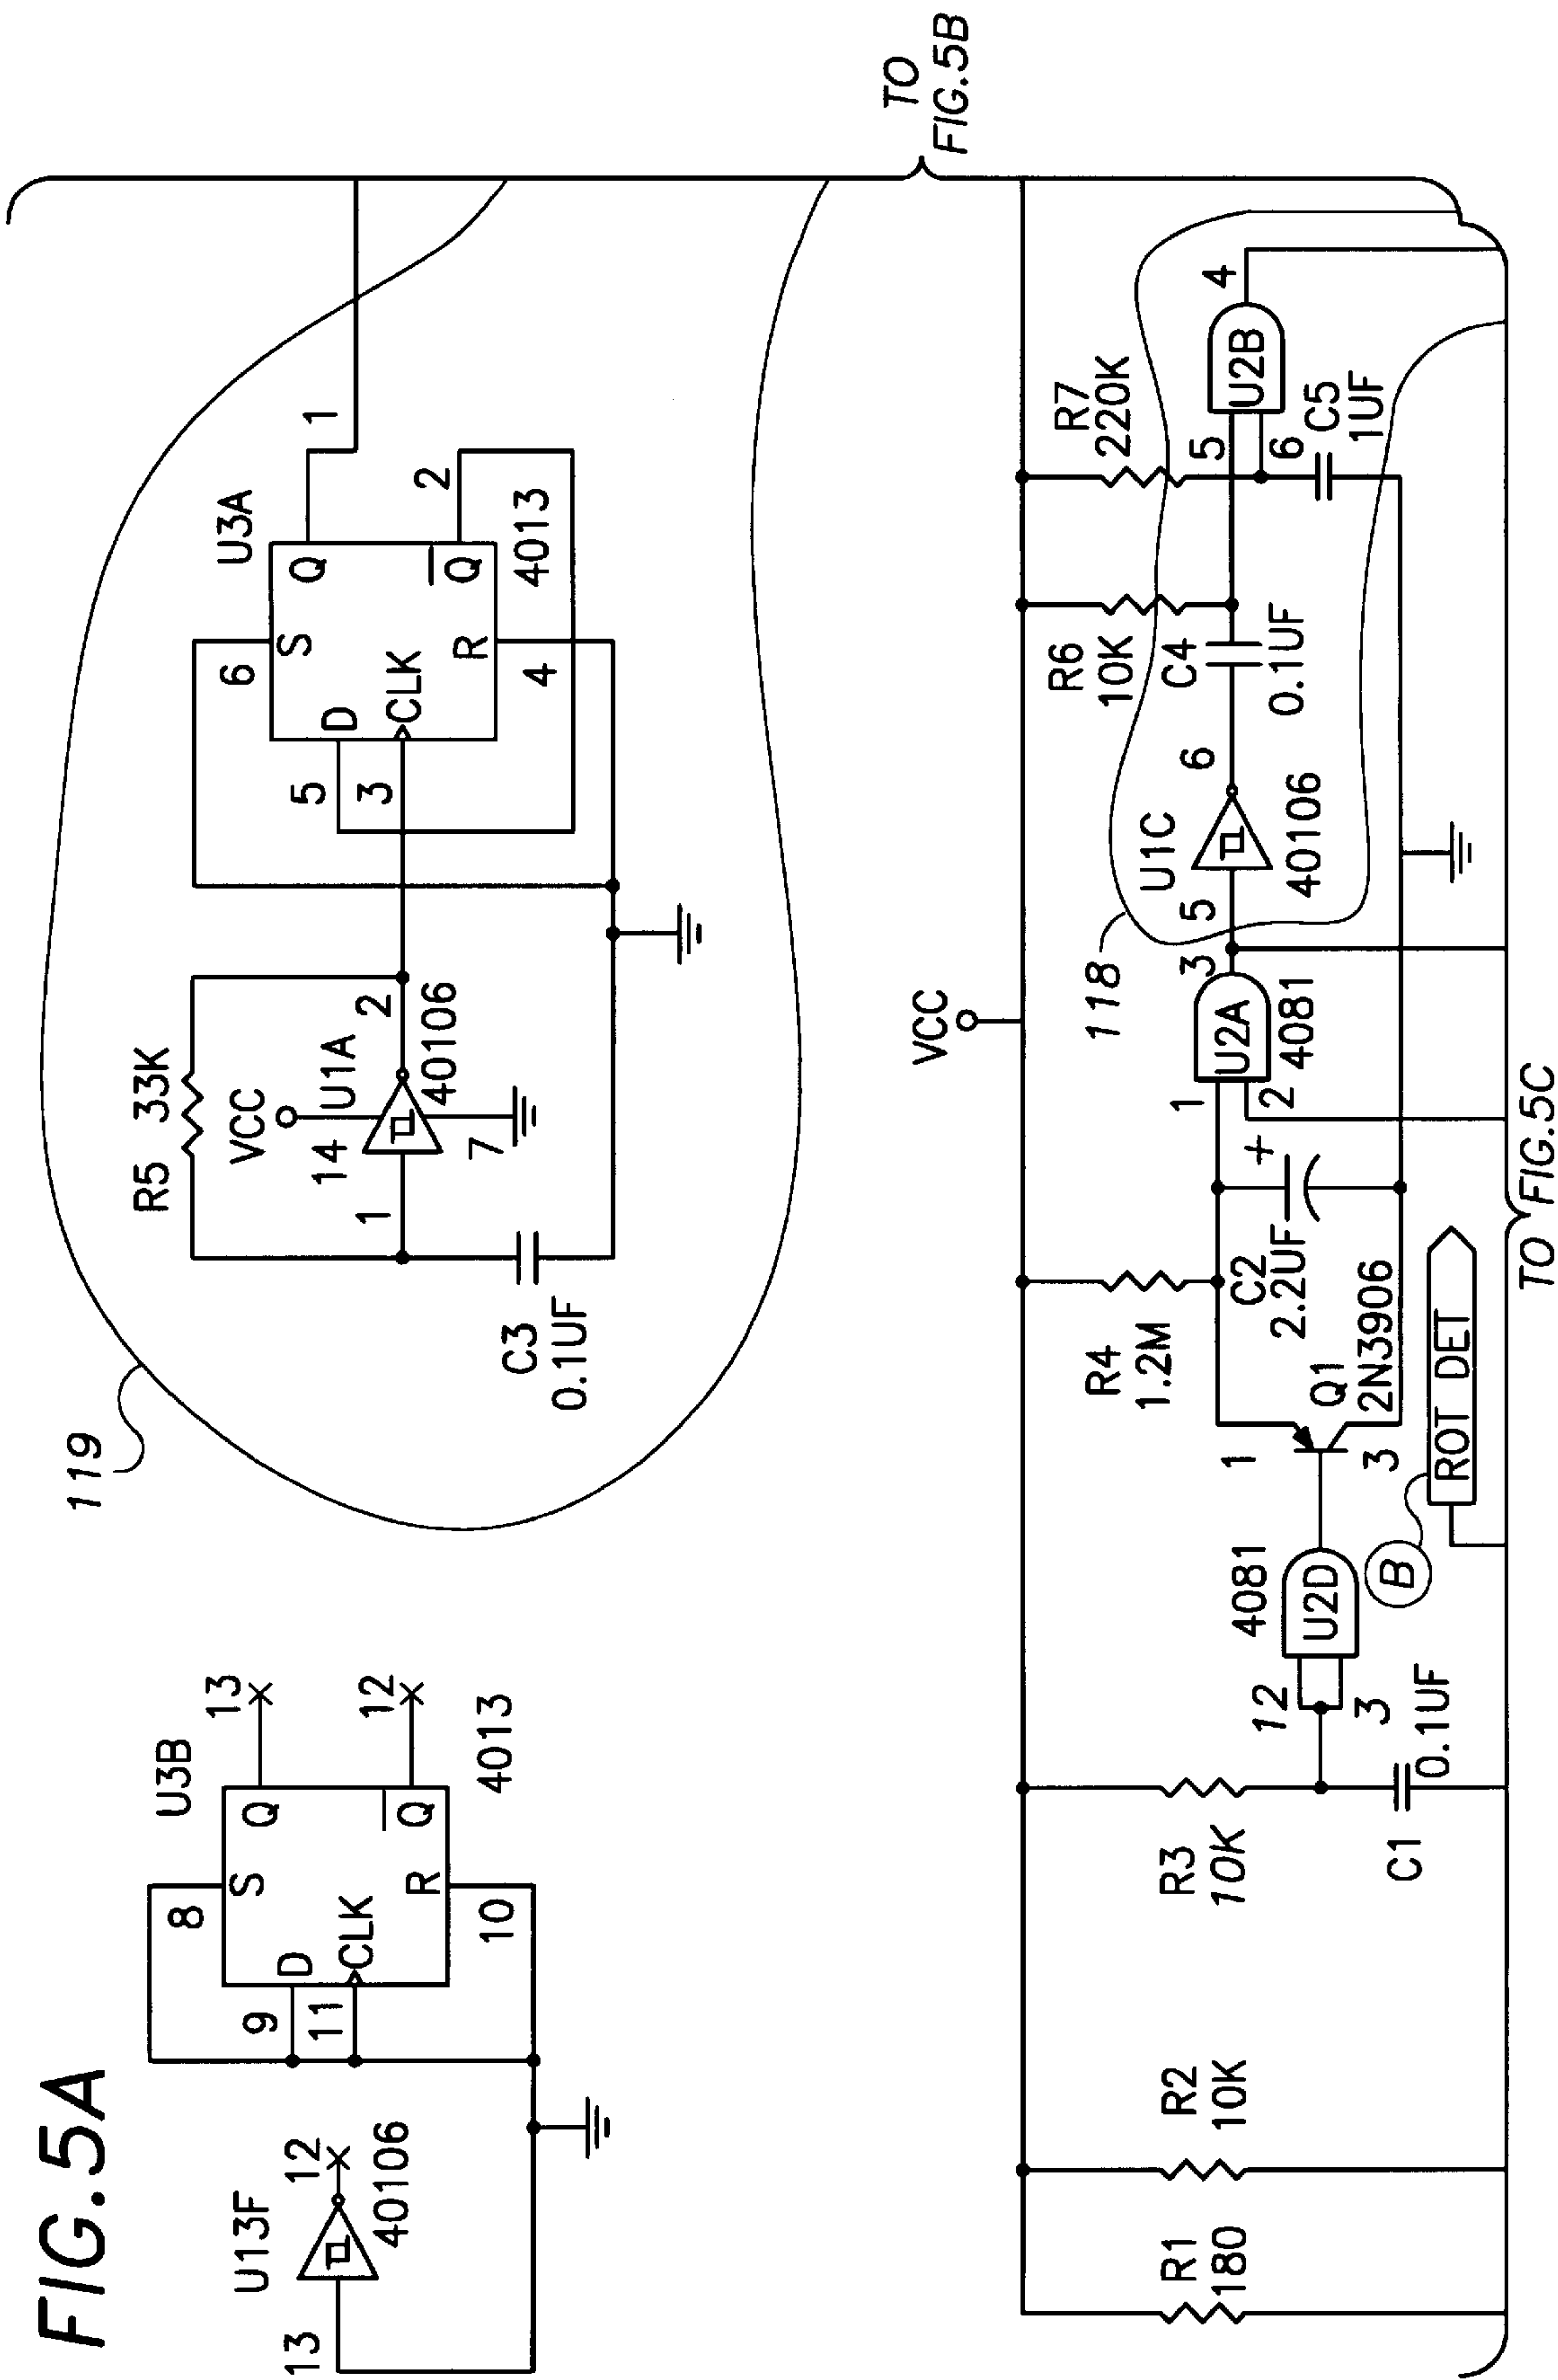 FIG.5A
U13F
13
12
40106
U3B
8
S
9
D
11
CLK
Q
13
Q
12
R
10
4013
119
R5 33K
VCC
U1A
14
1
2
7
40106
C3
0.1UF
U3A
6
S
5
D
3
CLK
Q
1
Q
2
R
4
4013
TO
FIG.5B
VCC
R1
180
R2
10K
R3
10K
C1
0.1UF
12
3
U2D
4081
B
ROT DET
1
3
Q1
2N3906
R4
1.2M
C2
2.2UF
+
1
2
U2A
3
4081
118
U1C
5
6
40106
R6
10K
C4
0.1UF
R7
220K
5
6
U2B
4
C5
1UF
TO FIG.5C